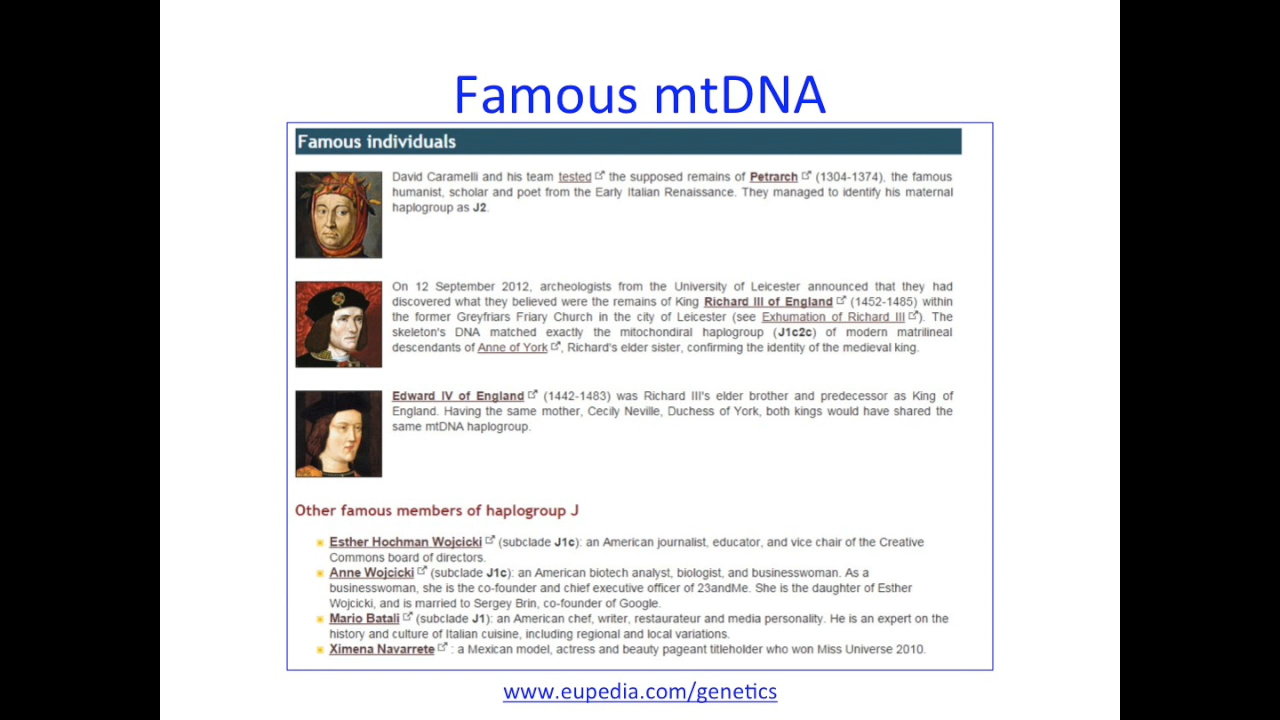 Famous mtDNA
Famous individuals
David Caramelli and his team tested the supposed remains of Petrarch (1304-1374), the famous
humanist, scholar and poet from the Early Italian Renaissance. They managed to identify his maternal
haplogroup as J2.
On 12 September 2012, archeologists from the University of Leicester announced that they had
discovered what they believed were the remains of King Richard III of England (1452-1485) within
the former Greyfriars Friary Church in the city of Leicester (see Exhumation of Richard III). The
skeleton's DNA matched exactly the mitochondiral haplogroup (J1c2c) of modern matrilineal
descendants of Anne of York, Richard's elder sister, confirming the identity of the medieval king.
Edward IV of England (1442-1483) was Richard III's elder brother and predecessor as King of
England. Having the same mother, Cecily Neville, Duchess of York, both kings would have shared the
same mtDNA haplogroup.
Other famous members of haplogroup J
Esther Hochman Wojcicki (subclade J1c): an American journalist, educator, and vice chair of the Creative
Commons board of directors.
Anne Wojcicki (subclade J1c): an American biotech analyst, biologist, and businesswoman. As a
businesswoman, she is the co-founder and chief executive officer of 23andMe. She is the daughter of Esther
Wojcicki, and is married to Sergey Brin, co-founder of Google.
Mario Batali (subclade J1): an American chef, writer, restaurateur and media personality. He is an expert on the
history and culture of Italian cuisine, including regional and local variations.
Ximena Navarrete : a Mexican model, actress and beauty pageant titleholder who won Miss Universe 2010.
www.eupedia.com/genetics